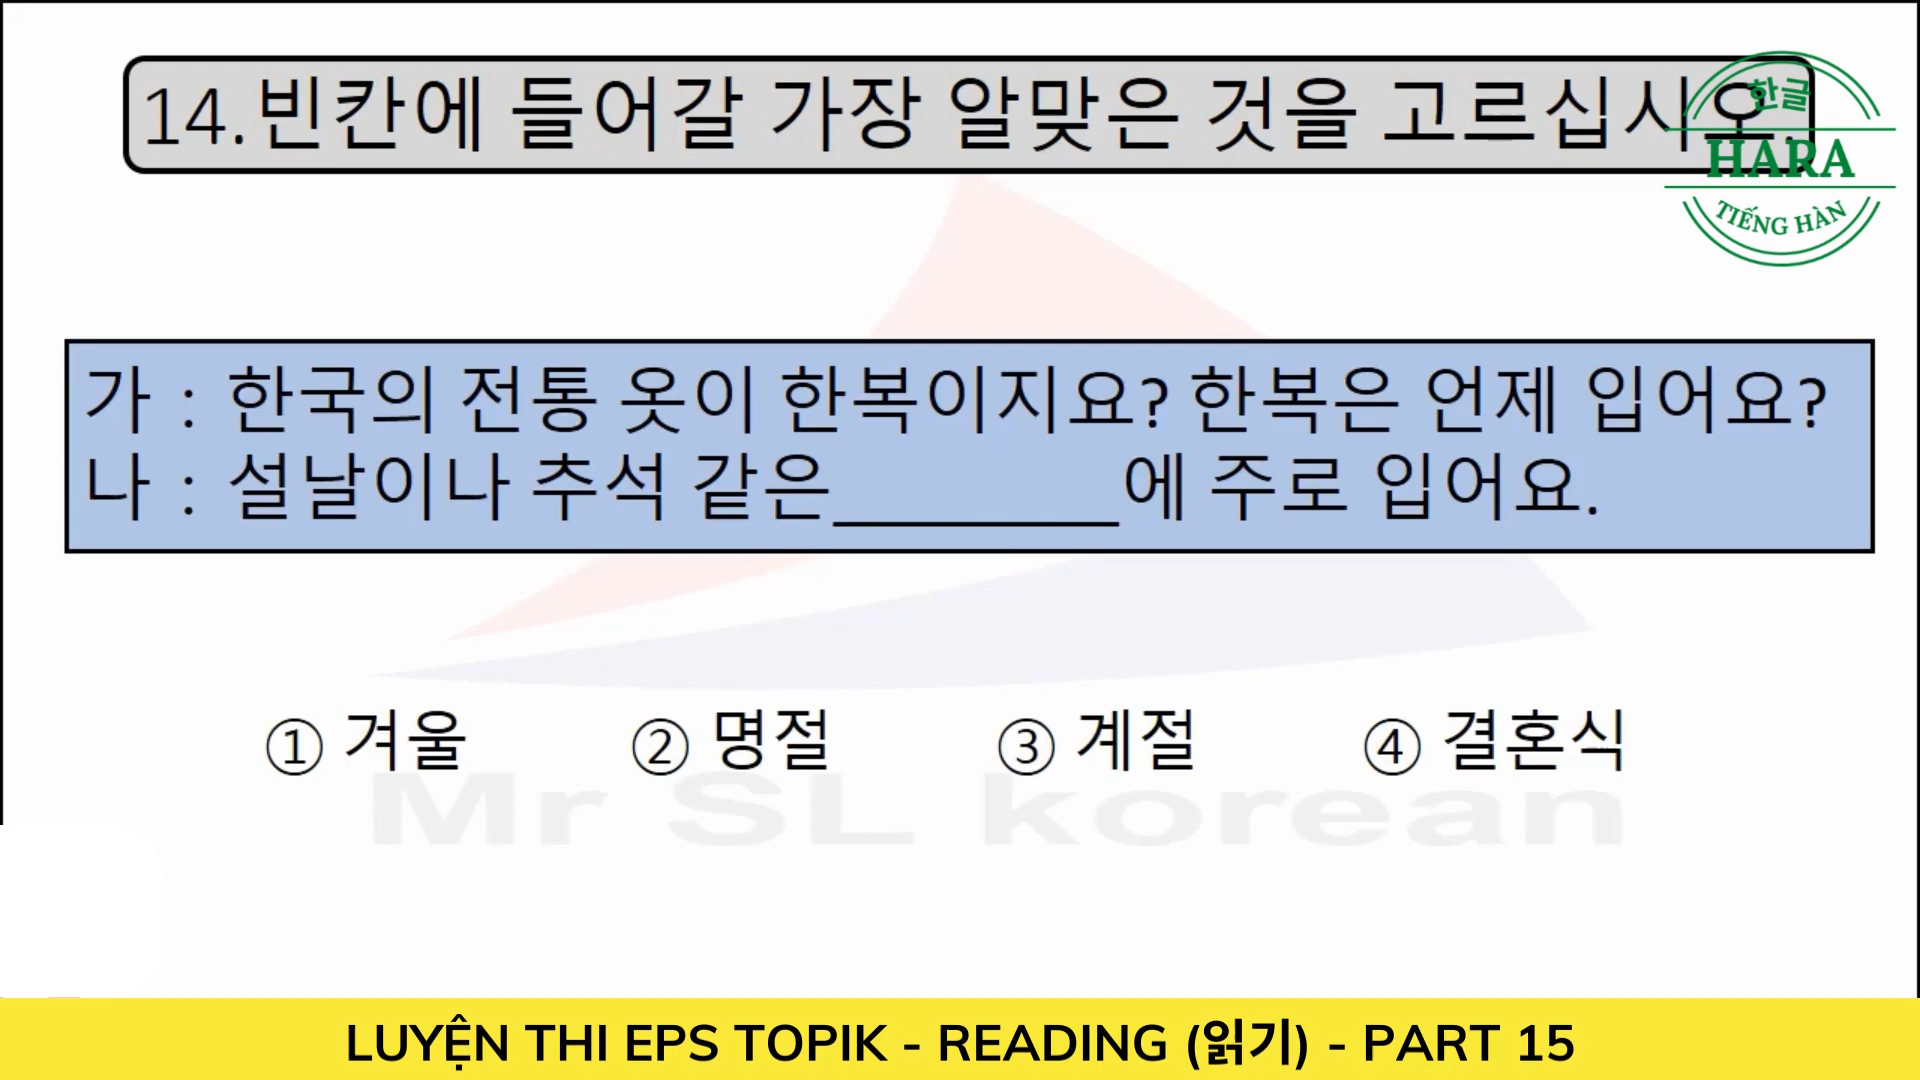 14.빈칸에 들어갈 가장 알맞은 것을 고르십시오.
한글
HARA
TIẾNG HÀN
가 : 한국의 전통 옷이 한복이지요? 한복은 언제 입어요?
나 : 설날이나 추석 같은________에 주로 입어요.
① 겨울 ② 명절 ③ 계절 ④ 결혼식
Mr SL korean
LUYỆN THI EPS TOPIK - READING (읽기) - PART 15